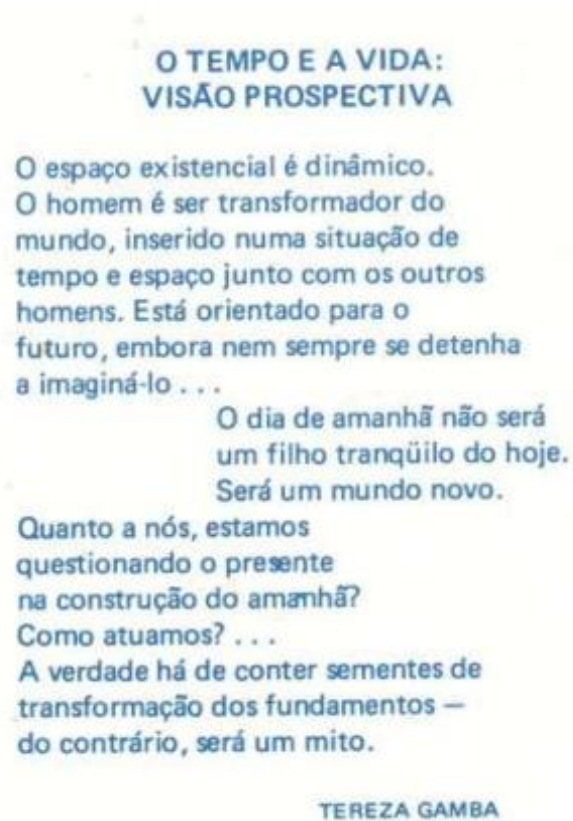 O TEMPO E A VIDA:
VISÃO PROSPECTIVA
O espaço existencial é dinâmico.
O homem é ser transformador do
mundo, inserido numa situação de
tempo e espaço junto com os outros
homens. Está orientado para o
futuro, embora nem sempre se detenha
a imaginá-lo . . .
O dia de amanhã não será
um filho tranqüilo do hoje.
Será um mundo novo.
Quanto a nós, estamos
questionando o presente
na construção do amanhã?
Como atuamos? . . .
A verdade há de conter sementes de
transformação dos fundamentos —
do contrário, será um mito.
TEREZA GAMBA